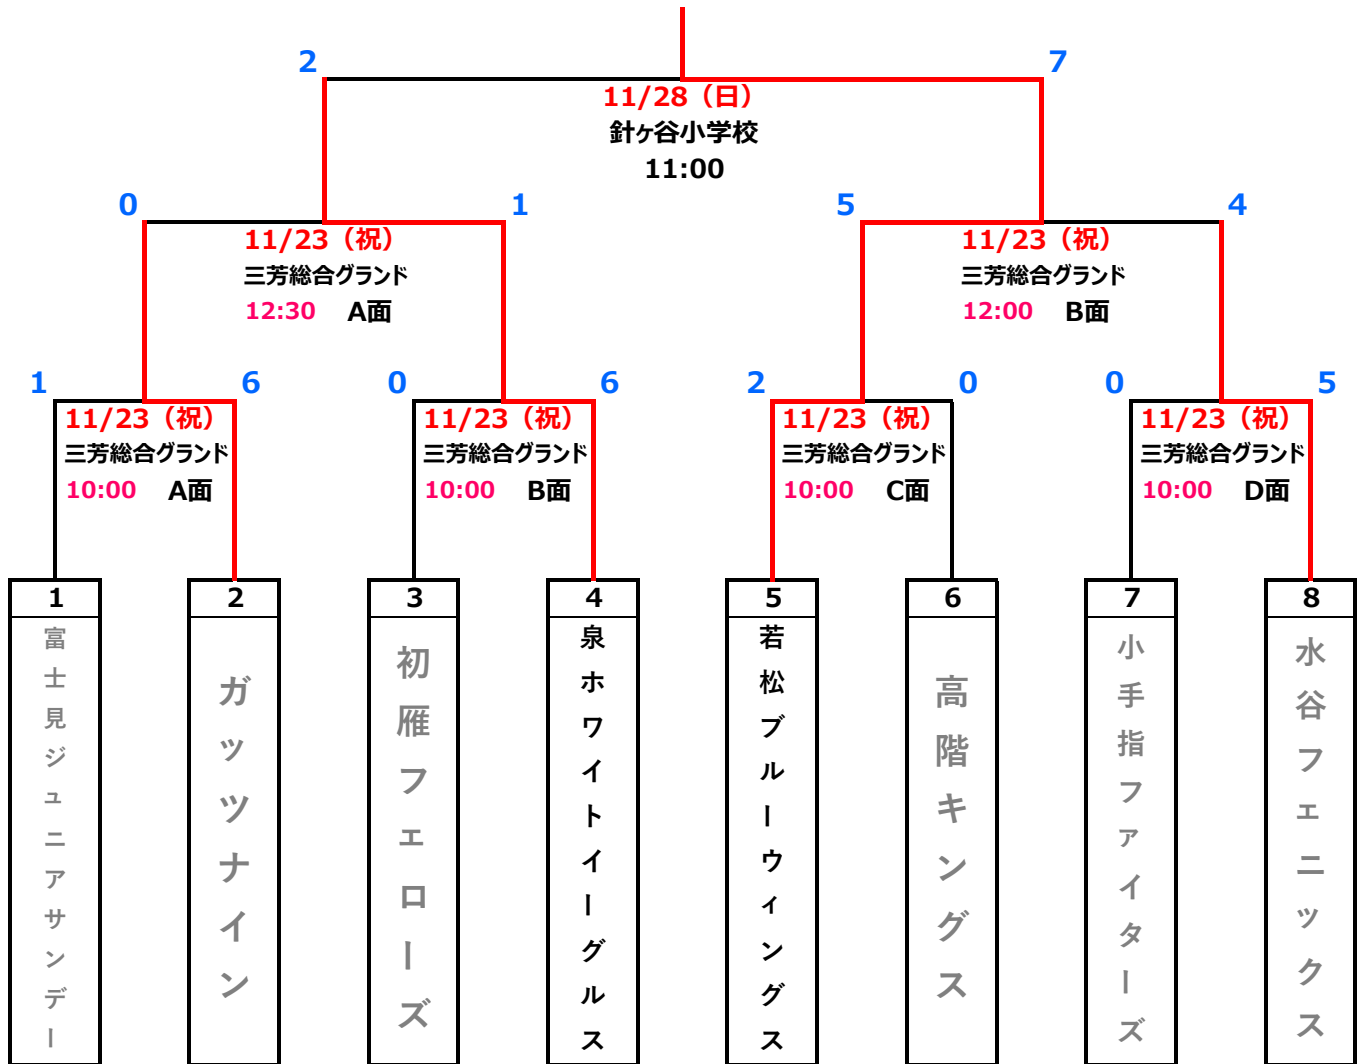 2 7
11/28（日）
針ヶ谷小学校
11:00
0 1 5 4
11/23（祝） 11/23（祝）
三芳総合グランド 三芳総合グランド
12:30 A面 12:00 B面
1 6 0 6 2 0 0 5
11/23（祝） 11/23（祝） 11/23（祝） 11/23（祝）
三芳総合グランド 三芳総合グランド 三芳総合グランド 三芳総合グランド
10:00 A面 10:00 B面 10:00 C面 10:00 D面
1 2 3 4 5 6 7 8
富士見ジュニアサンデー
ガッツナイン
初雁フェローズ
泉ホワイトイーグルス
若松ブルーウィングス
高階キングス
小手指ファイターズ
水谷フェニックス